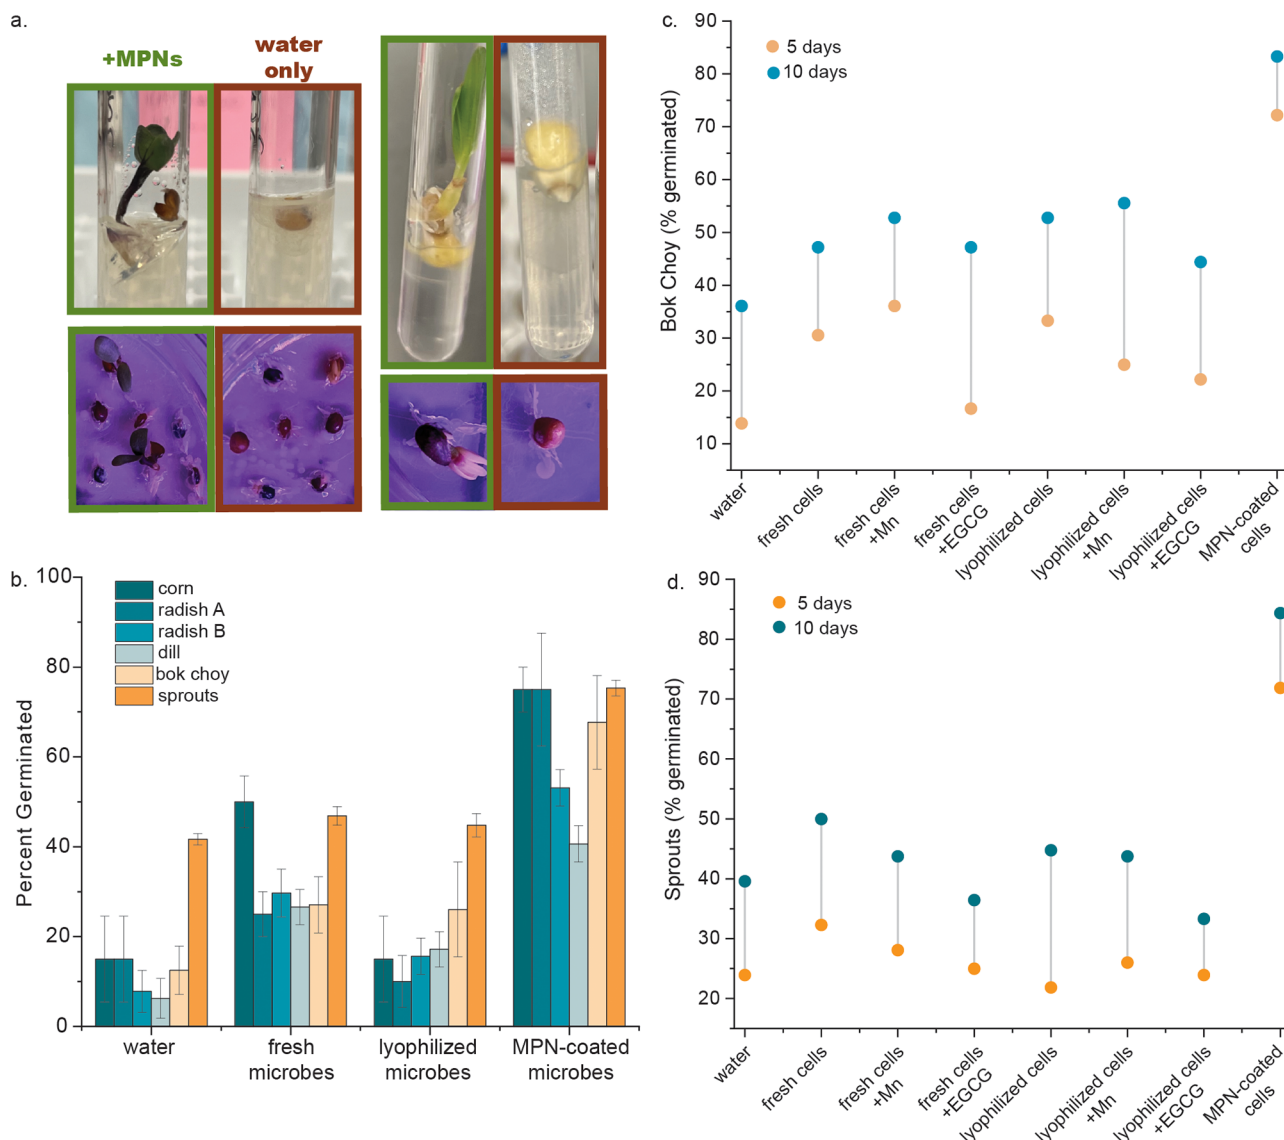 a.
+MPNs
water
only
b.
100
80
60
40
20
0
Percent Germinated
corn
radish A
radish B
dill
bok choy
sprouts
water
fresh
microbes
lyophilized
microbes
MPN-coated
microbes
c.
90
80
70
60
50
40
30
20
10
Bok Choy (% germinated)
5 days
10 days
water
fresh cells
fresh cells
+Mn
fresh cells
+EGCG
lyophilized cells
lyophilized cells
+Mn
lyophilized cells
+EGCG
MPN-coated
cells
d.
90
80
70
60
50
40
30
20
Sprouts (% germinated)
5 days
10 days
water
fresh cells
fresh cells
+Mn
fresh cells
+EGCG
lyophilized cells
lyophilized cells
+Mn
lyophilized cells
+EGCG
MPN-coated
cells